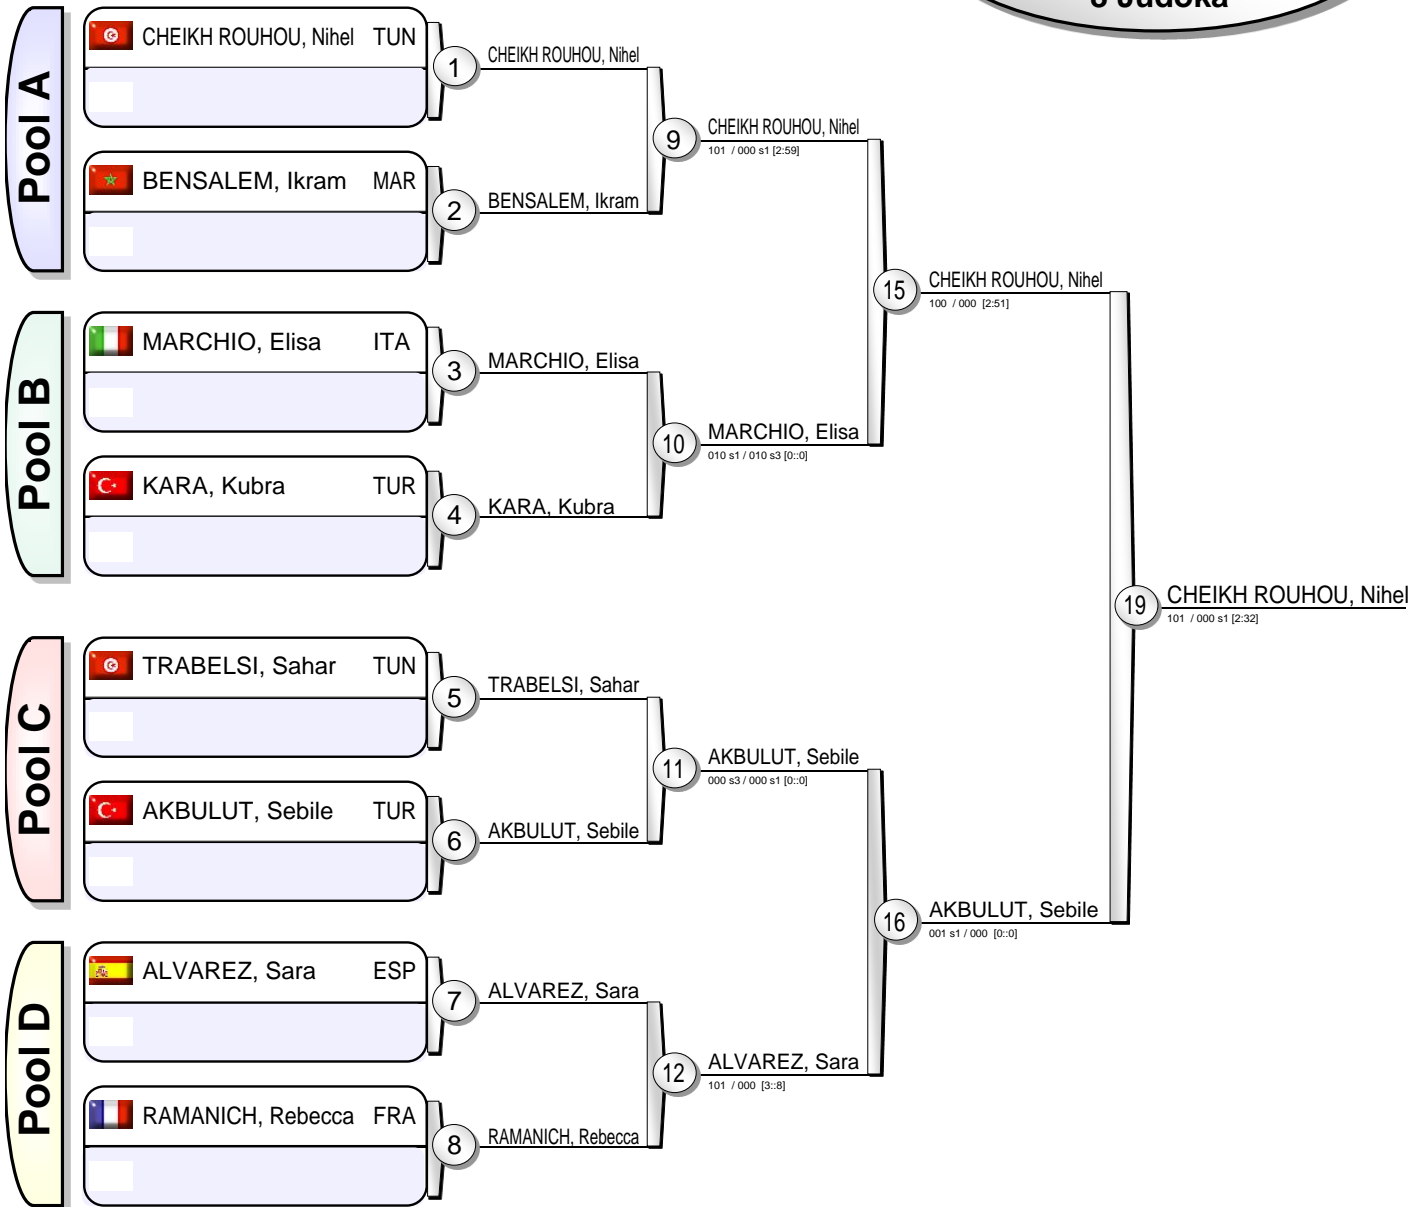 Judoka
Pool A
CHEIKH ROUHOU, Nihel TUN
1
CHEIKH ROUHOU, Nihel
BENSALEM, Ikram MAR
2
BENSALEM, Ikram
9
CHEIKH ROUHOU, Nihel
101 / 000 s1 [2:59]
Pool B
MARCHIO, Elisa ITA
3
MARCHIO, Elisa
KARA, Kubra TUR
4
KARA, Kubra
10
MARCHIO, Elisa
010 s1 / 010 s3 [0::0]
15
CHEIKH ROUHOU, Nihel
100 / 000 [2:51]
Pool C
TRABELSI, Sahar TUN
5
TRABELSI, Sahar
AKBULUT, Sebile TUR
6
AKBULUT, Sebile
11
AKBULUT, Sebile
000 s3 / 000 s1 [0::0]
Pool D
ALVAREZ, Sara ESP
7
ALVAREZ, Sara
RAMANICH, Rebecca FRA
8
RAMANICH, Rebecca
12
ALVAREZ, Sara
101 / 000 [3::8]
16
AKBULUT, Sebile
001 s1 / 000 [0::0]
19
CHEIKH ROUHOU, Nihel
101 / 000 s1 [2:32]